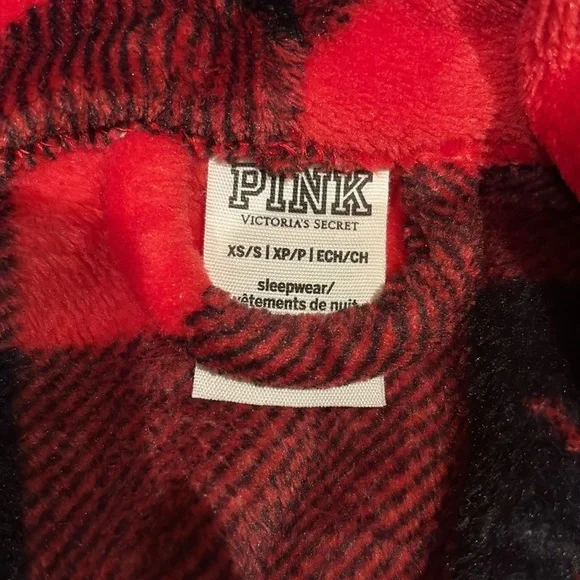 PINK
VICTORIA'S SECRET
XS/S | XP/P | ECH/CH
sleepwear/
vêtements de nuit